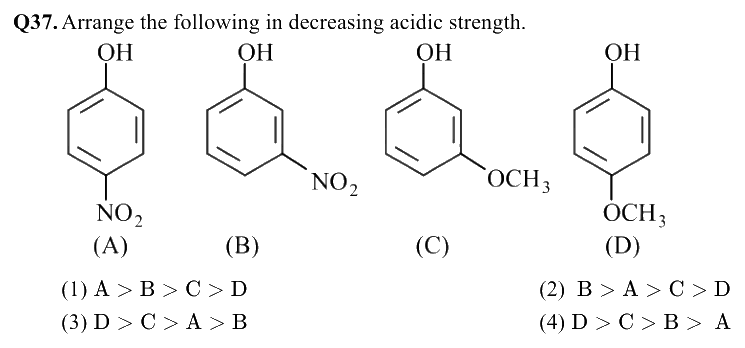 Q37. Arrange the following in decreasing acidic strength.
OH OH OH OH
NO2 NO2 OCH3 OCH3
(A) (B) (C) (D)
(1) A > B > C > D (2) B > A > C > D
(3) D > C > A > B (4) D > C > B > A